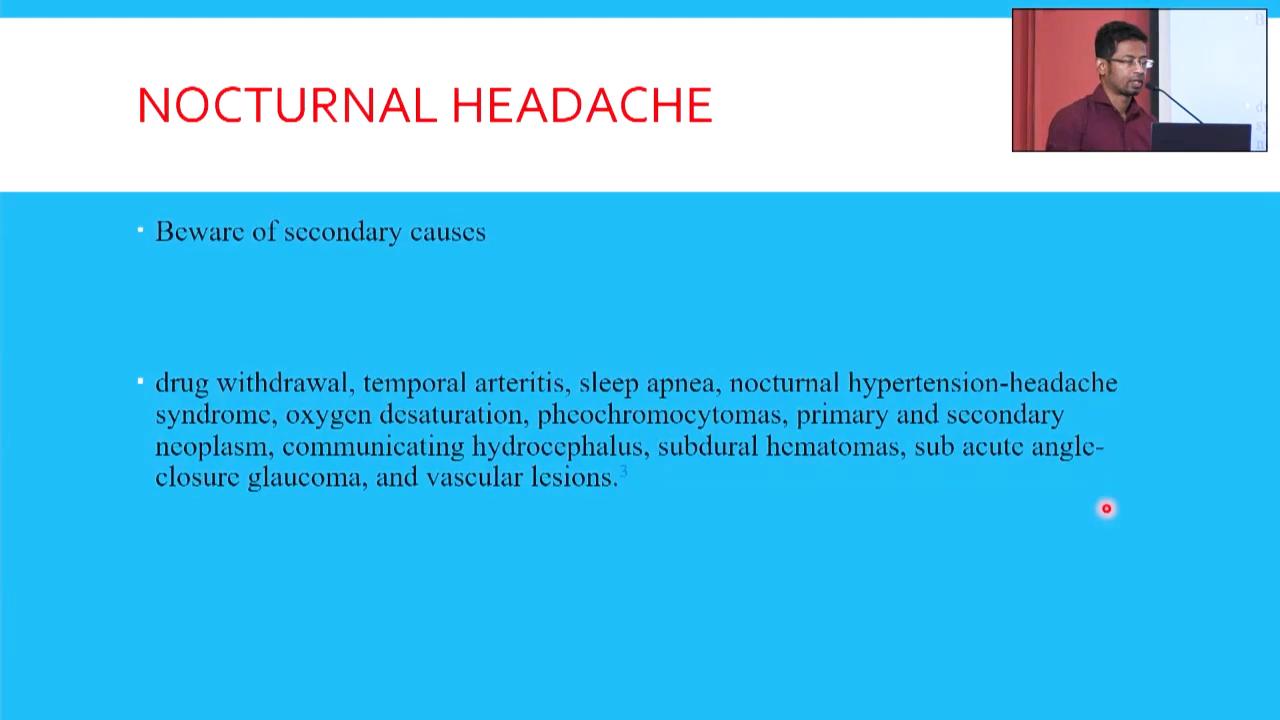 NOCTURNAL HEADACHE
Beware of secondary causes
drug withdrawal, temporal arteritis, sleep apnea, nocturnal hypertension-headache
syndrome, oxygen desaturation, pheochromocytomas, primary and secondary
neoplasm, communicating hydrocephalus, subdural hematomas, sub acute angle-
closure glaucoma, and vascular lesions.3